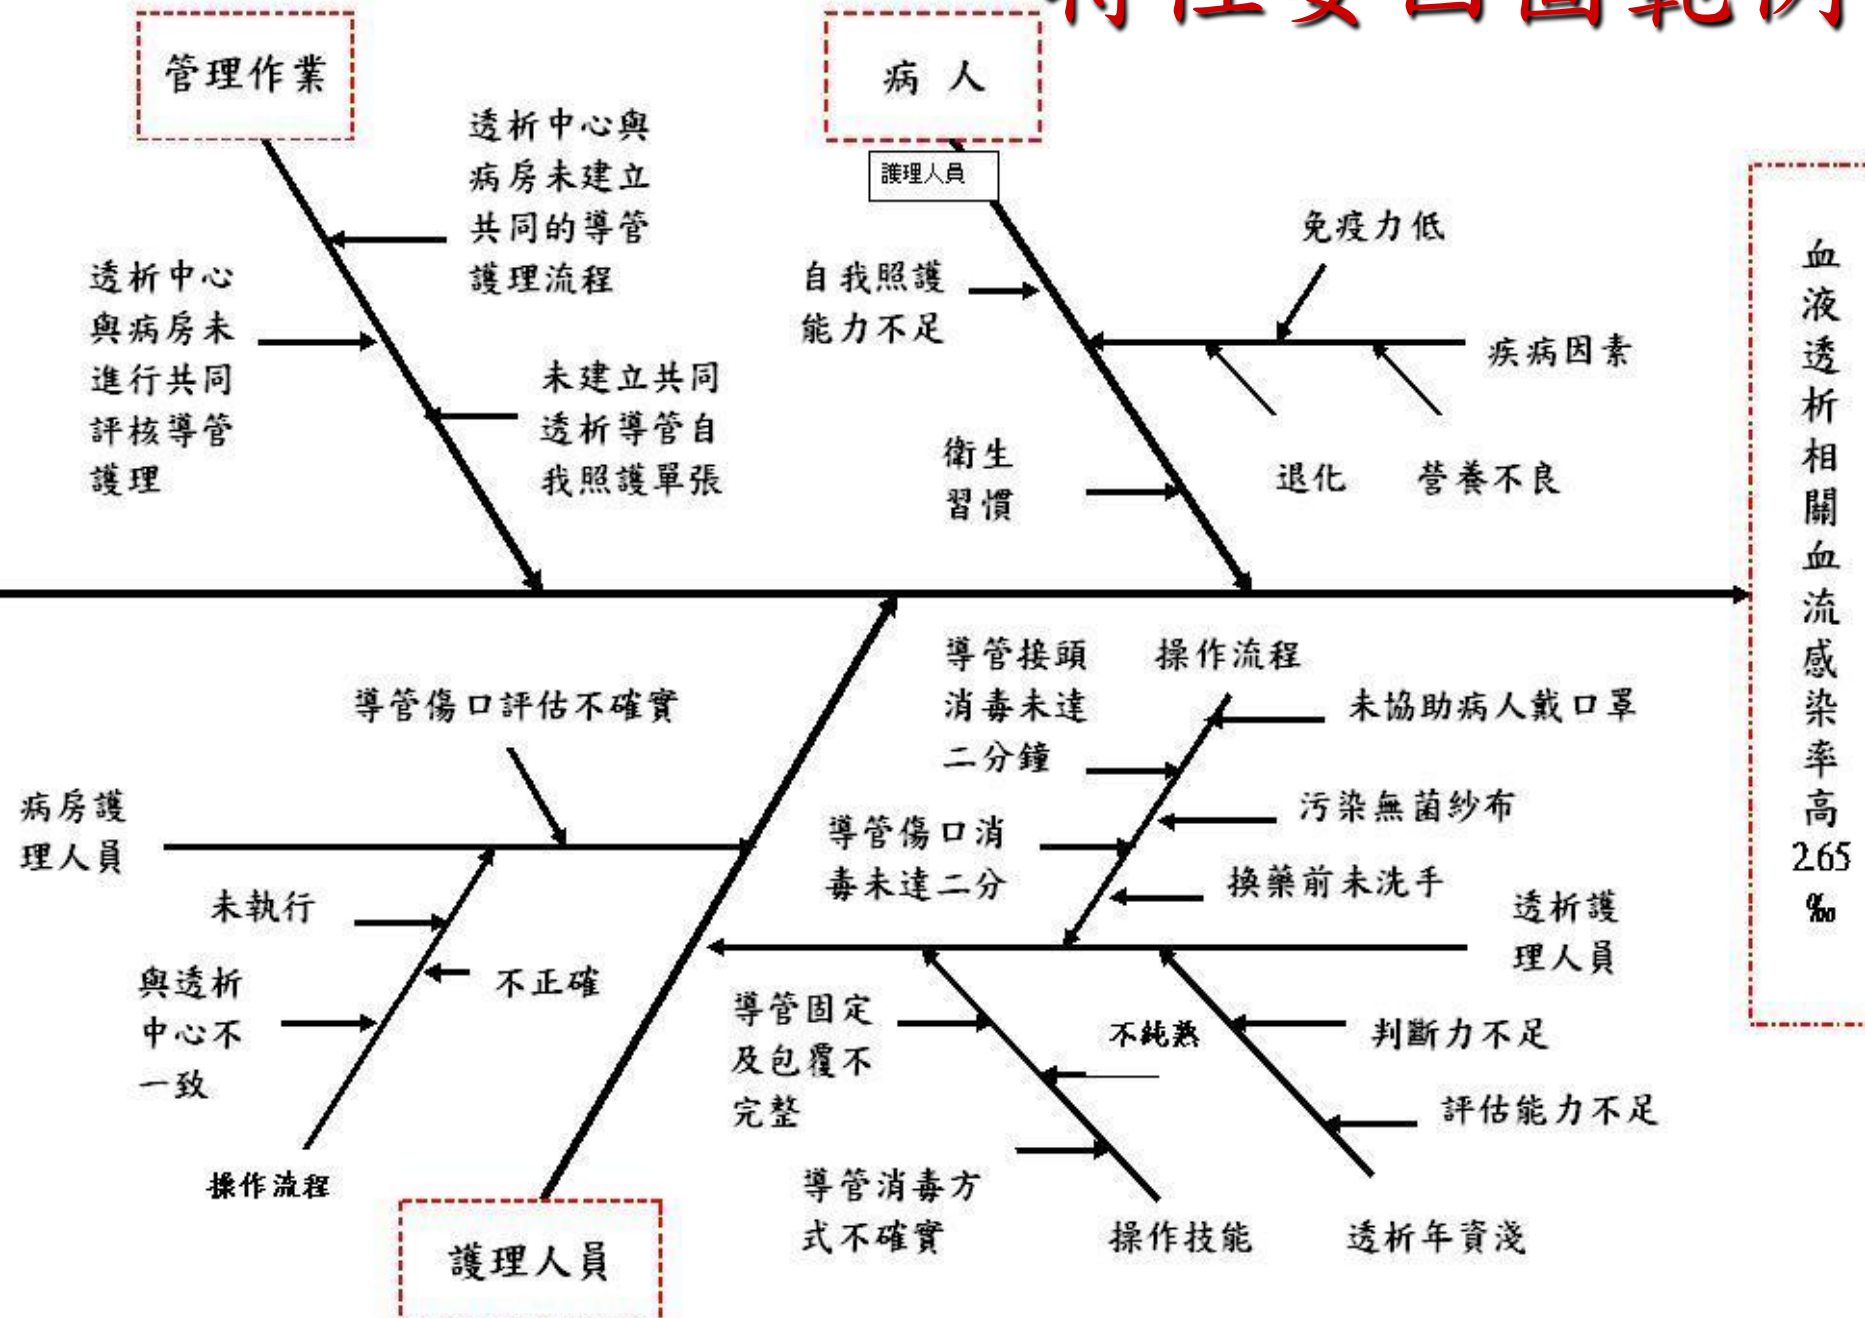 特性要因圖範例
管理作業
病人
護理人員
透析中心與
病房未建立
共同的導管
護理流程
透析中心
與病房未
進行共同
評核導管
護理
未建立共同
透析導管自
我照護單張
自我照護
能力不足
免疫力低
疾病因素
衛生
習慣
退化
營養不良
血
液
透
析
相
關
血
流
感
染
率
高
2.65
‰
導管傷口評估不確實
病房護
理人員
未執行
不正確
與透析
中心不
一致
操作流程
護理人員
導管接頭
消毒未達
二分鐘
操作流程
未協助病人戴口罩
污染無菌紗布
導管傷口消
毒未達二分
換藥前未洗手
透析護
理人員
導管固定
及包覆不
完整
不純熟
判斷力不足
評估能力不足
導管消毒方
式不確實
操作技能
透析年資淺